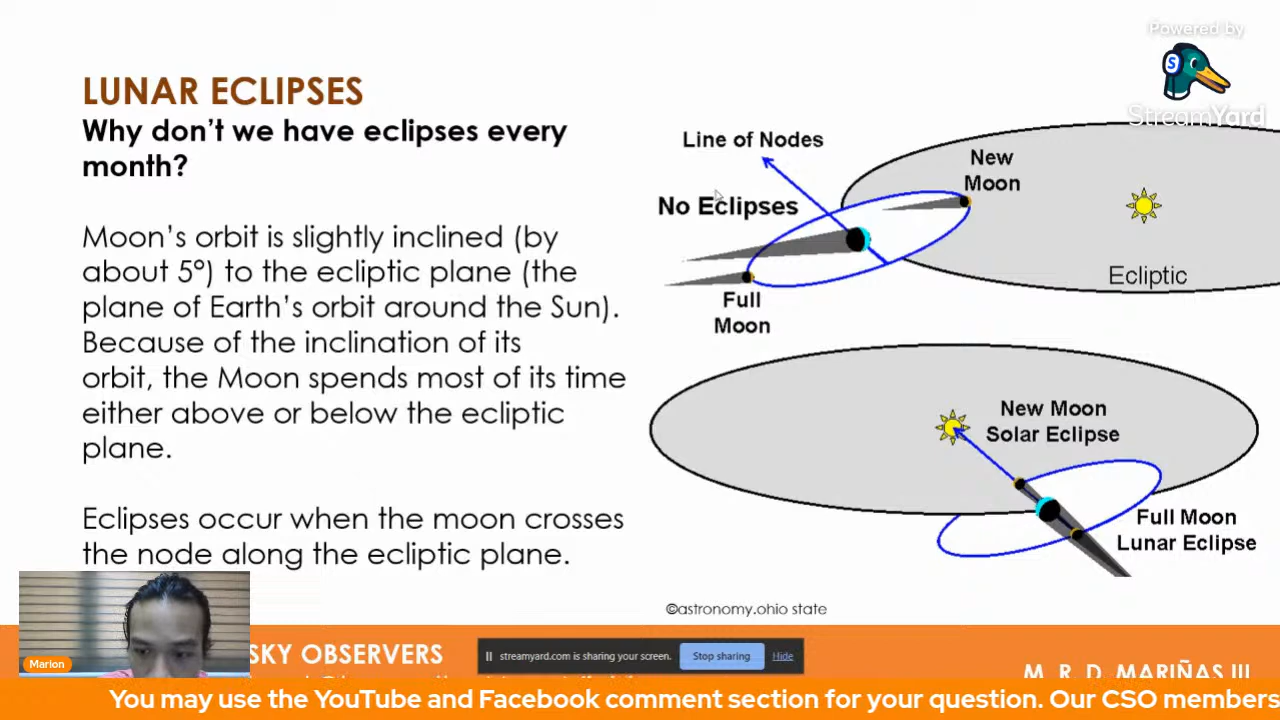 Powered by
StreamYard
LUNAR ECLIPSES
Why don't we have eclipses every
month?
Moon's orbit is slightly inclined (by
about 5°) to the ecliptic plane (the
plane of Earth's orbit around the Sun).
Because of the inclination of its
orbit, the Moon spends most of its time
either above or below the ecliptic
plane.
Eclipses occur when the moon crosses
the node along the ecliptic plane.
Line of Nodes
No Eclipses
New
Moon
Full
Moon
Ecliptic
New Moon
Solar Eclipse
Full Moon
Lunar Eclipse
©astronomy.ohio state
Marion
SKY OBSERVERS
streamyard.com is sharing your screen.
Stop sharing
Hide
M. R. D. MARIÑAS III
You may use the YouTube and Facebook comment section for your question. Our CSO members